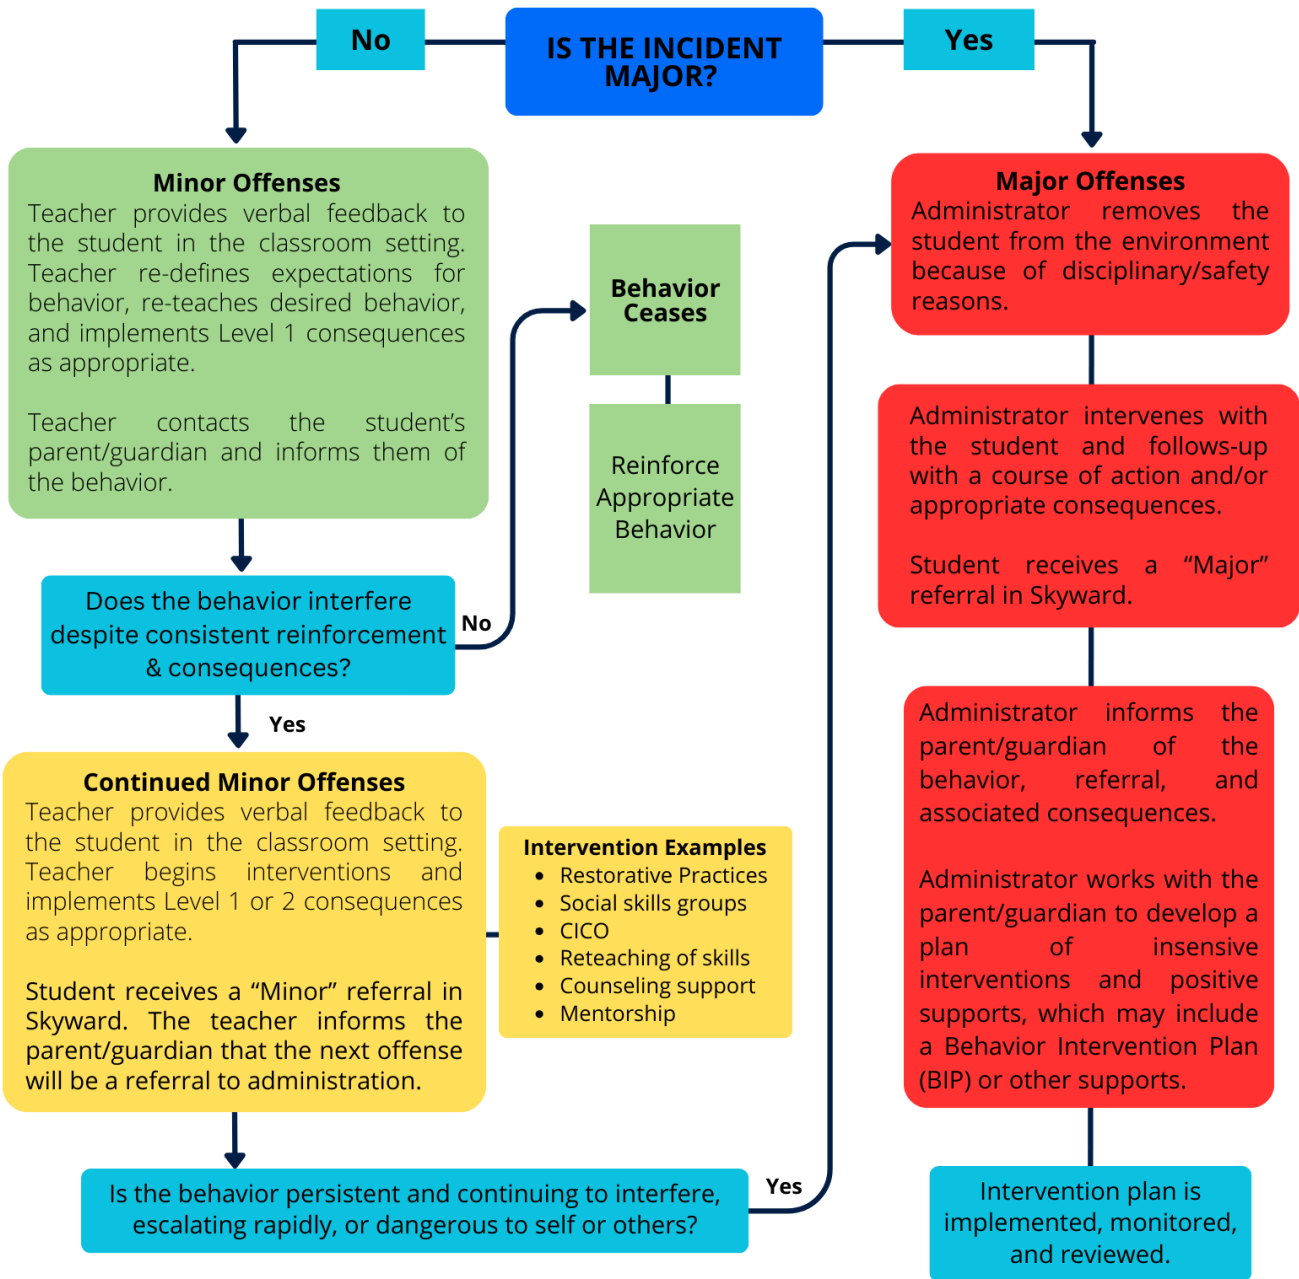 No
IS THE INCIDENT
MAJOR?
Yes
Minor Offenses
Teacher provides verbal feedback to
the student in the classroom setting.
Teacher re-defines expectations for
behavior, re-teaches desired behavior,
and implements Level 1 consequences
as appropriate.
Teacher contacts the student’s
parent/guardian and informs them of
the behavior.
Behavior
Ceases
Reinforce
Appropriate
Behavior
Does the behavior interfere
despite consistent reinforcement
& consequences?
No
Yes
Continued Minor Offenses
Teacher provides verbal feedback to
the student in the classroom setting.
Teacher begins interventions and
implements Level 1 or 2 consequences
as appropriate.
Student receives a “Minor” referral in
Skyward. The teacher informs the
parent/guardian that the next offense
will be a referral to administration.
Intervention Examples
• Restorative Practices
• Social skills groups
• CICO
• Reteaching of skills
• Counseling support
• Mentorship
Is the behavior persistent and continuing to interfere,
escalating rapidly, or dangerous to self or others?
Yes
Major Offenses
Administrator removes the
student from the environment
because of disciplinary/safety
reasons.
Administrator intervenes with
the student and follows-up
with a course of action and/or
appropriate consequences.
Student receives a “Major”
referral in Skyward.
Administrator informs the
parent/guardian of the
behavior, referral, and
associated consequences.
Administrator works with the
parent/guardian to develop a
plan of insensive
interventions and positive
supports, which may include
a Behavior Intervention Plan
(BIP) or other supports.
Intervention plan is
implemented, monitored,
and reviewed.